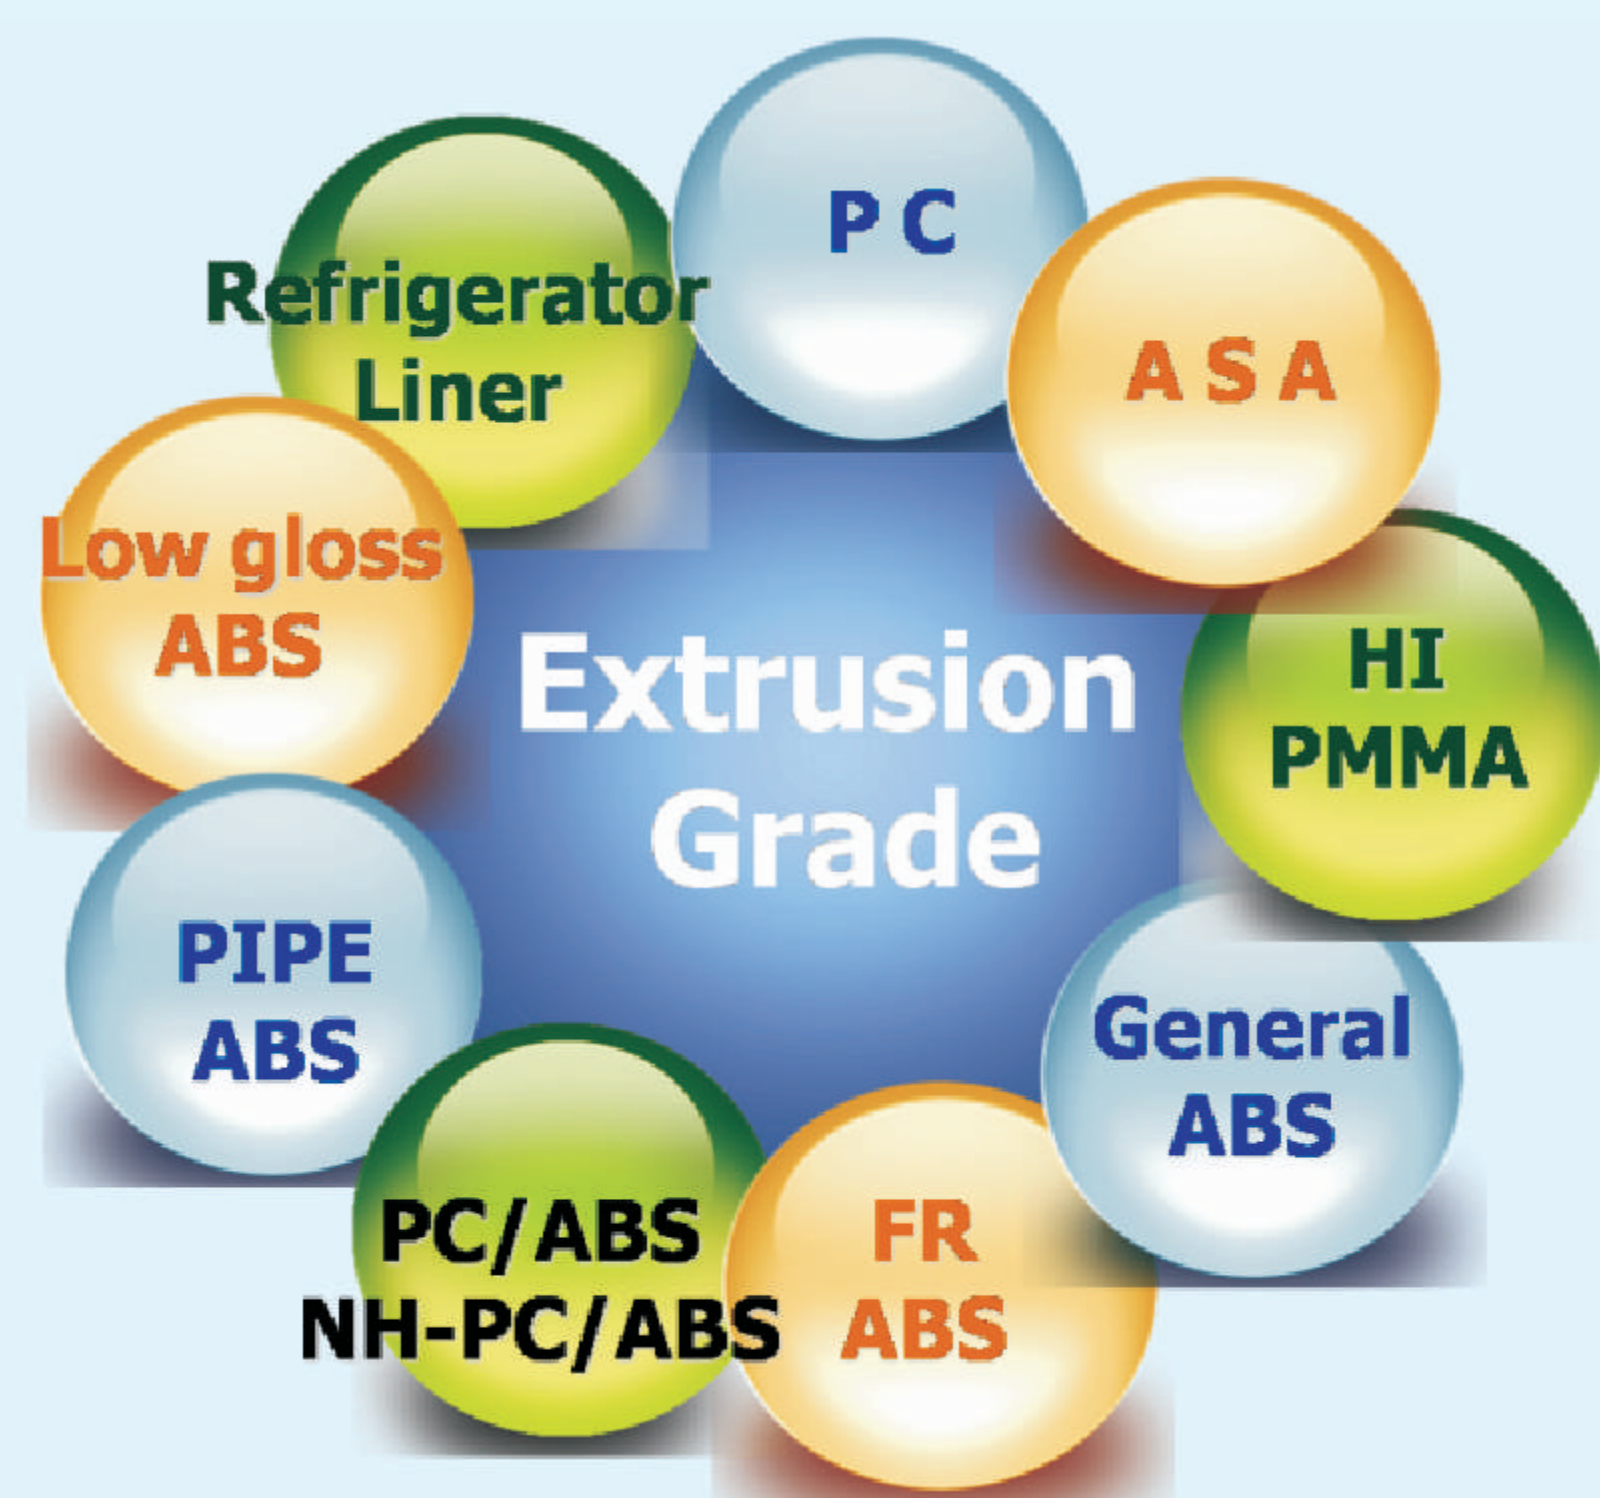 P C
A S A
HI
PMMA
General
ABS
FR
ABS
PC/ABS
NH-PC/ABS
PIPE
ABS
Low gloss
ABS
Refrigerator
Liner
Extrusion
Grade